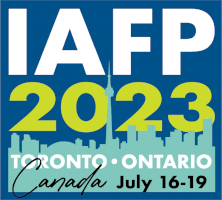 IAFP
2023
TORONTO • ONTARIO
Canada July 16-19